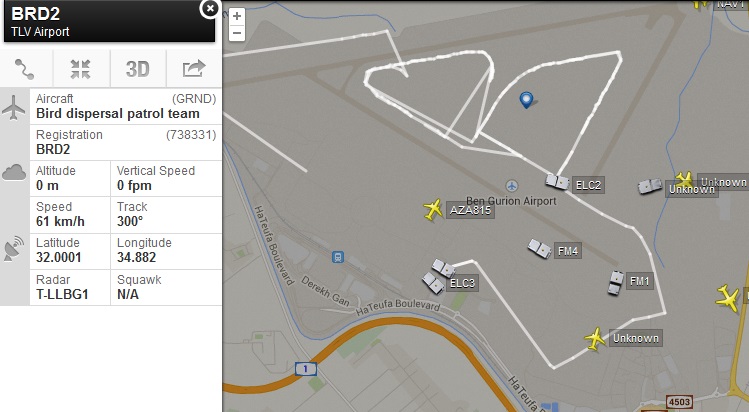 BRD2
TLV Airport
3D
Aircraft (GRND)
Bird dispersal patrol team
Registration (738331)
BRD2
Altitude Vertical Speed
0 m 0 fpm
Speed Track
61 km/h 300°
Latitude Longitude
32.0001 34.882
Radar Squawk
T-LLBG1 N/A
+
−
NAV1
ELC2
Unknown
Unknown
Ben Gurion Airport
AZA815
FM4
ELC3
FM1
Unknown
HaTeufa Boulevard
Derekh Gan
HaTeufa Boulevard
HaTeufa Boulevard
1
4503